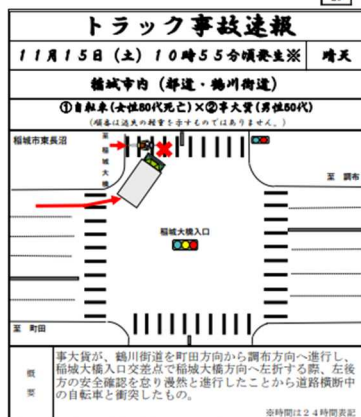 トラック事故速報
11月15日（土）10時55分頃発生※ 晴天
稲城市内（都道・鶴川街道）
①自転車（女性80代死亡）×②事大貨（男性50代）
（順番は過失の軽重を示すものではありません。）
稲城市東長沼
至 稲城大橋
至 調布
稲城大橋入口
至 町田
概要
事大貨が、鶴川街道を町田方向から調布方向へ進行し、
稲城大橋入口交差点で稲城大橋方向へ左折する際、左後
方の安全確認を怠り漫然と進行したことから道路横断中
の自転車と衝突したもの。
※時間は24時間表記